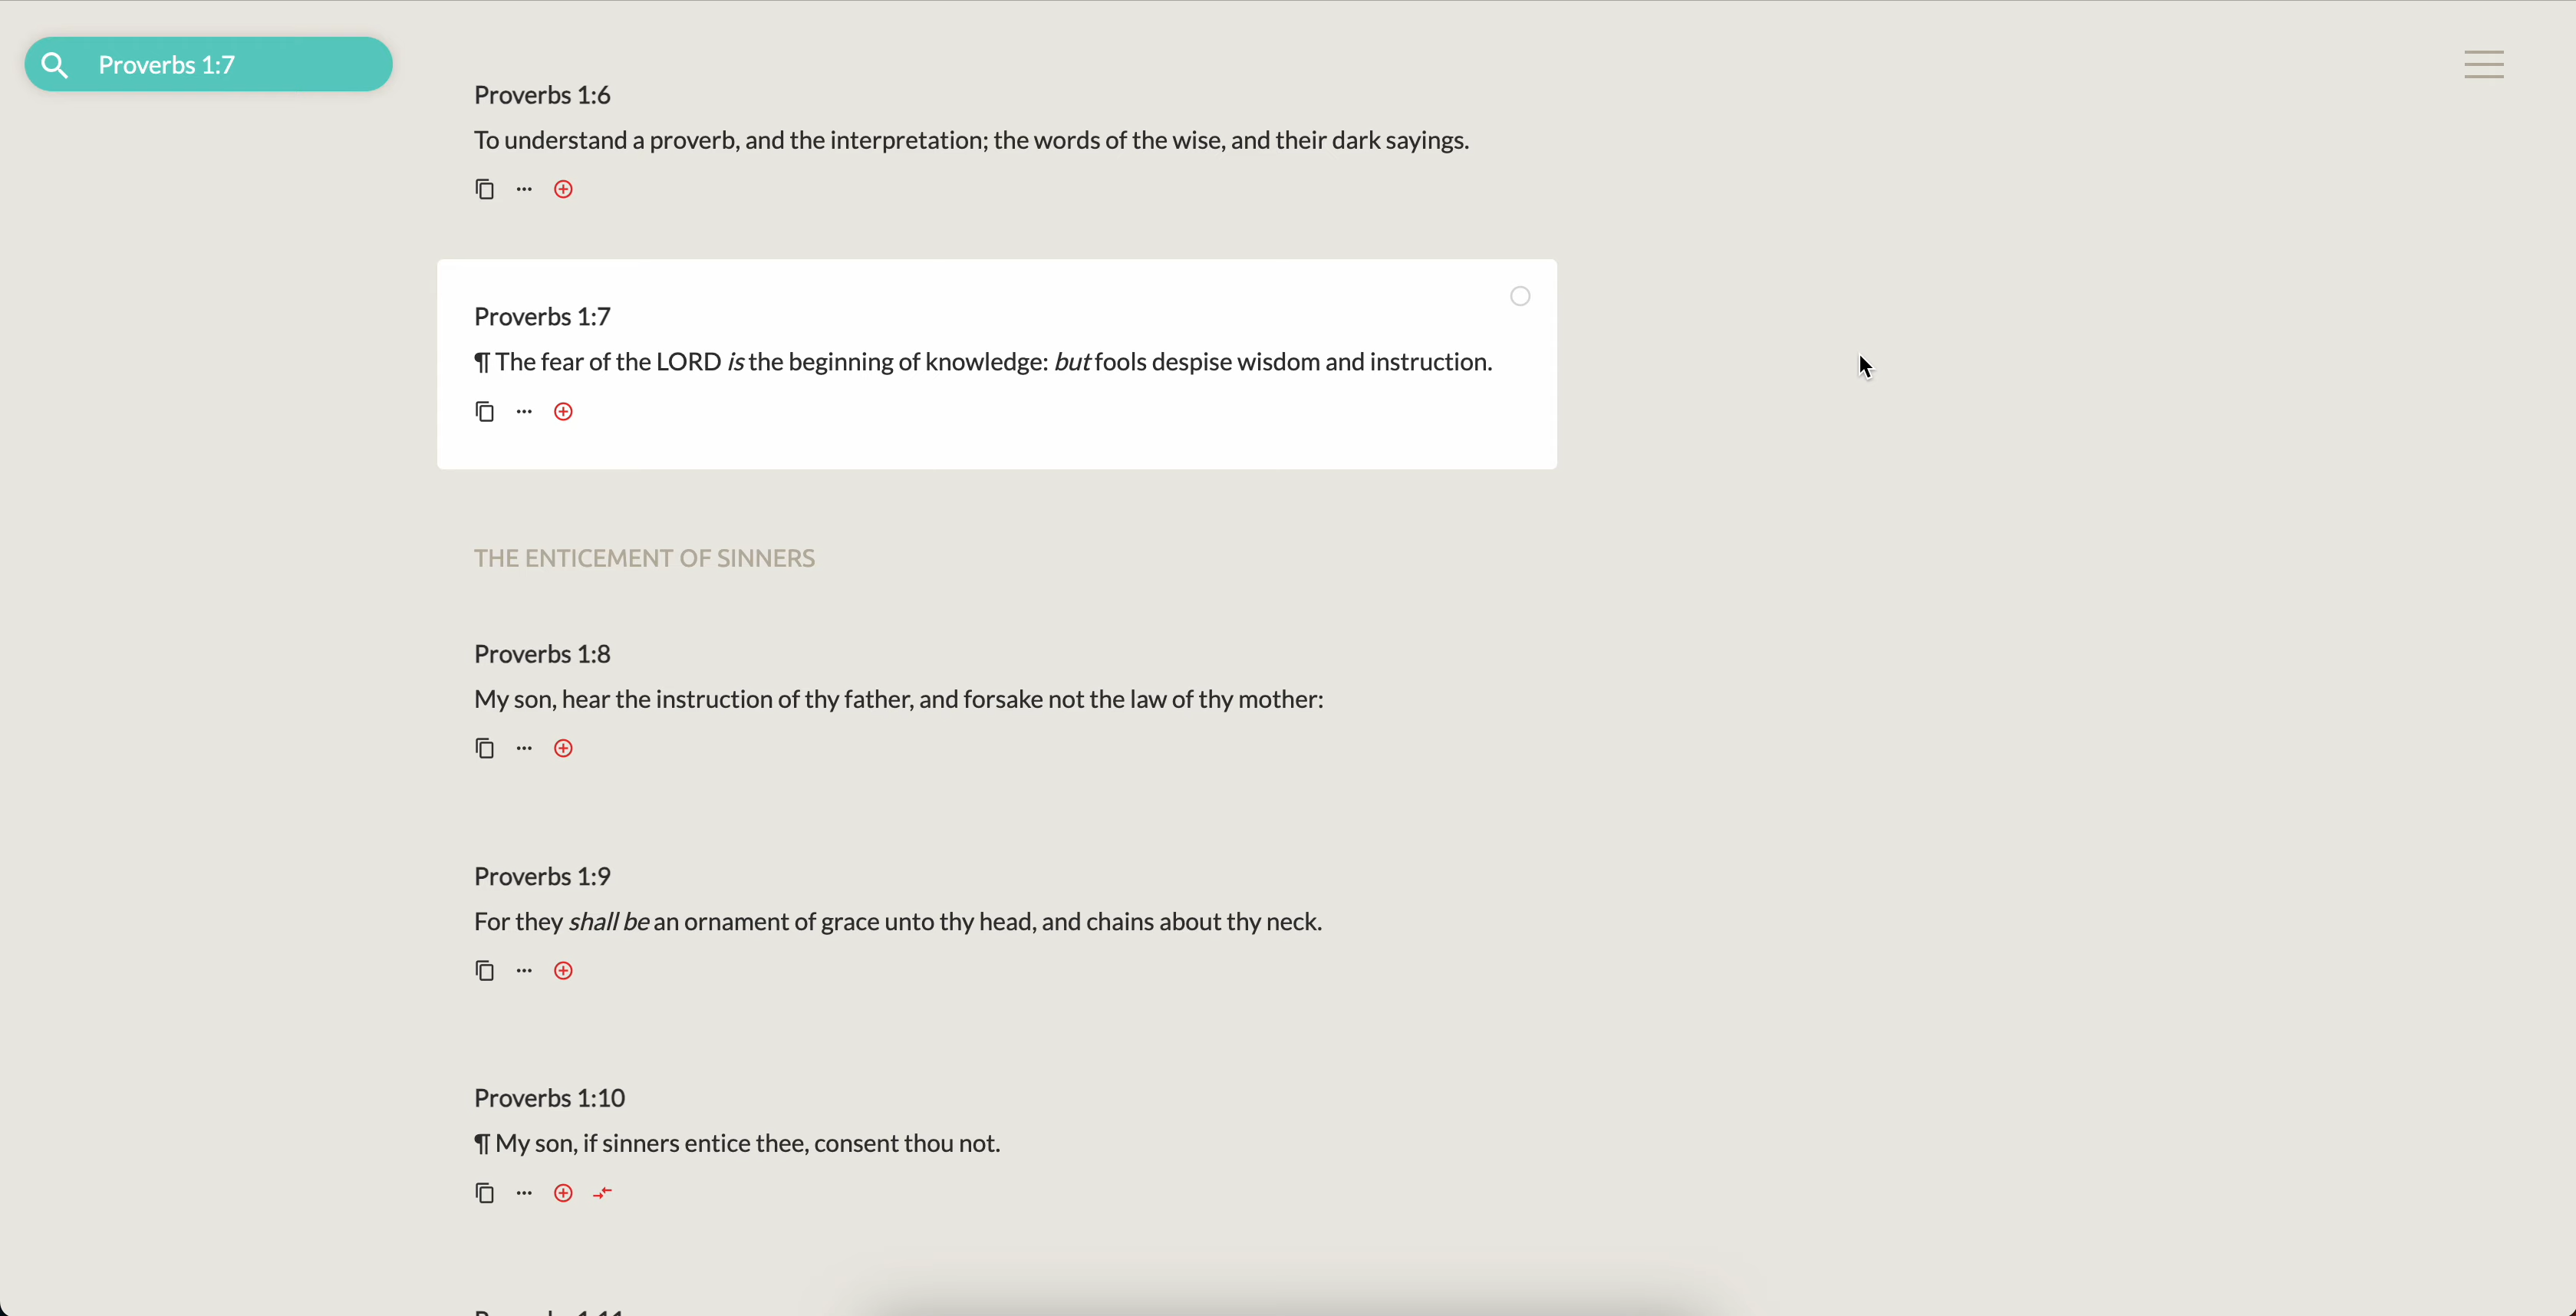 Proverbs 1:7
Proverbs 1:6
To understand a proverb, and the interpretation; the words of the wise, and their dark sayings.
Proverbs 1:7
¶ The fear of the LORD is the beginning of knowledge: but fools despise wisdom and instruction.
THE ENTICEMENT OF SINNERS
Proverbs 1:8
My son, hear the instruction of thy father, and forsake not the law of thy mother:
Proverbs 1:9
For they shall be an ornament of grace unto thy head, and chains about thy neck.
Proverbs 1:10
¶ My son, if sinners entice thee, consent thou not.